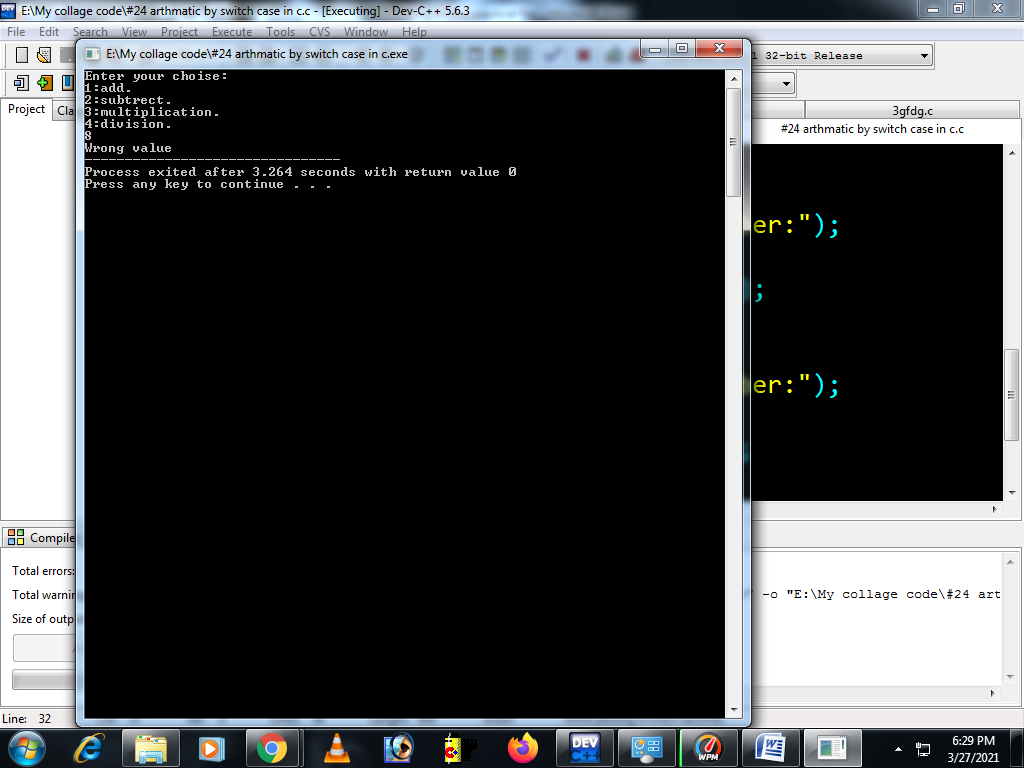 E:\My collage code\#24 arthmatic by switch case in c.c - [Executing] - Dev-C++ 5.6.3
File Edit Search View Project Execute Tools CVS Window Help
E:\My collage code\#24 arthmatic by switch case in c.exe
32-bit Release
Project
Cla
3gfdg.c
#24 arthmatic by switch case in c.c
Enter your choise:
1:add.
2:subtrect.
3:multiplication.
4:division.
8
Wrong value
--------------------------------
Process exited after 3.264 seconds with return value 0
Press any key to continue . . .
er:");
;
er:");
Compile
Total errors:
Total warnin
Size of outp
-o "E:\My collage code\#24 art
Line: 32
DEV
WPM
6:29 PM
3/27/2021